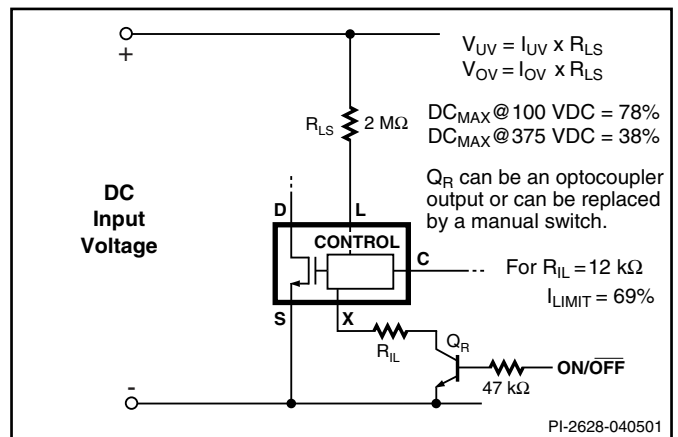 +
V_UV = I_UV x R_LS
V_OV = I_OV x R_LS
R_LS 2 MΩ
DC_MAX@100 VDC = 78%
DC_MAX@375 VDC = 38%
Q_R can be an optocoupler
output or can be replaced
by a manual switch.
DC
Input
Voltage
D L
CONTROL
C
For R_IL = 12 kΩ
I_LIMIT = 69%
S X
R_IL
Q_R
47 kΩ
ON/O̅F̅F̅
-
PI-2628-040501